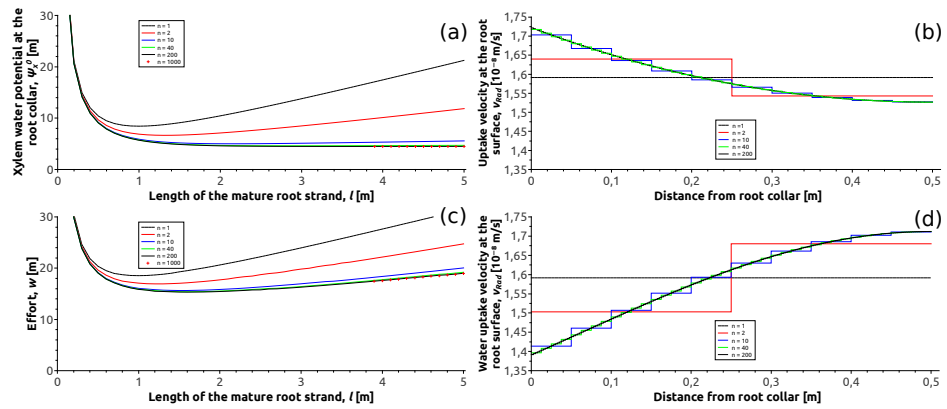 Xylem water potential at the
root collar, Ψx⁰ [m]
30
20
10
0
0 1 2 3 4 5
Length of the mature root strand, l [m]
n = 1
n = 2
n = 10
n = 40
n = 200
n = 1000
(a)
Uptake velocity at the root
surface, vRad [10⁻⁸ m/s]
1,75
1,7
1,65
1,6
1,55
1,5
1,45
1,4
1,35
0 0,1 0,2 0,3 0,4 0,5
Distance from root collar [m]
n =1
n = 2
n = 10
n = 40
n = 200
(b)
Effort, w [m]
30
20
10
0
0 1 2 3 4 5
Length of the mature root strand, l [m]
n = 1
n = 2
n = 10
n = 40
n = 200
n = 1000
(c)
Water uptake velocity at the
root surface, vRad [10⁻⁸ m/s]
1,75
1,7
1,65
1,6
1,55
1,5
1,45
1,4
1,35
0 0,1 0,2 0,3 0,4 0,5
Distance from root collar [m]
n = 1
n = 2
n = 10
n = 40
n = 200
(d)